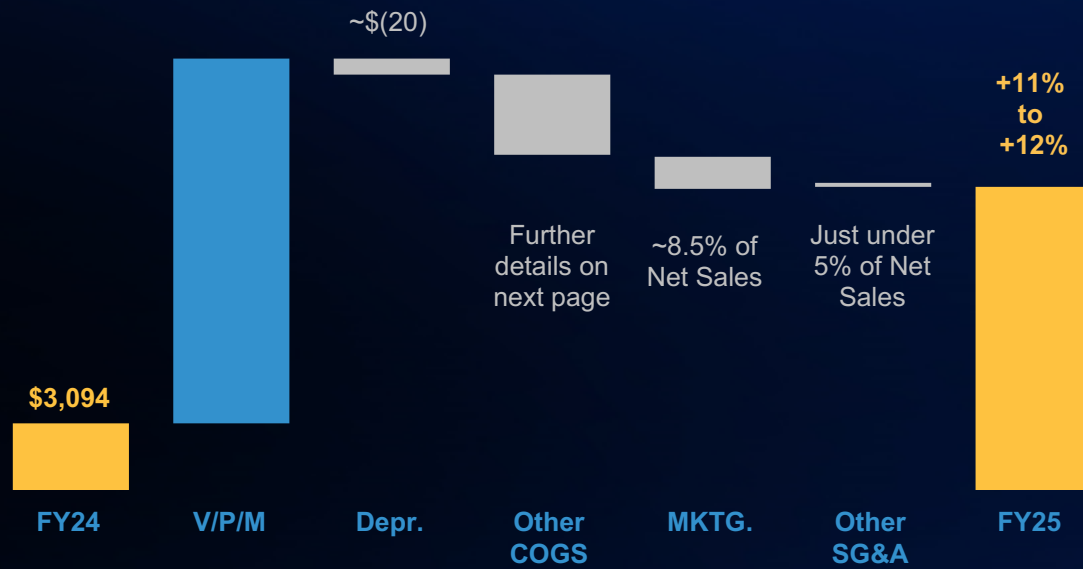 ~$(20)
+11%
to
+12%
Further
details on
next page
~8.5% of
Net Sales
Just under
5% of Net
Sales
$3,094
FY24
V/P/M
Depr.
Other
COGS
MKTG.
Other
SG&A
FY25